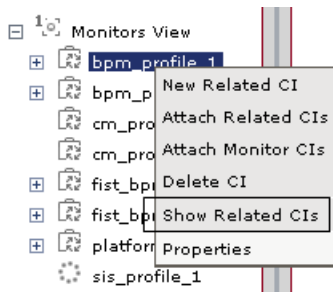 1 Monitors View
bpm_profile_1
bpm_p
cm_pro
cm_pro
fist_bp
fist_bp
platfor
sis_profile_1
New Related CI
Attach Related CIs
Attach Monitor CIs
Delete CI
Show Related CIs
Properties